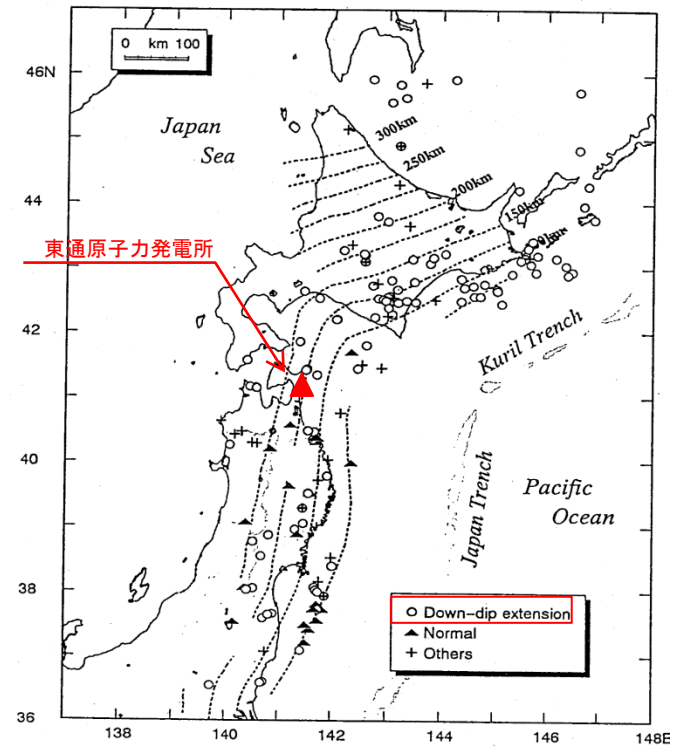 0 km 100
46N
Japan
Sea
300km
250km
200km
150km
44
東通原子力発電所
42
Kuril Trench
40
Japan Trench
Pacific
Ocean
38
Down-dip extension
Normal
Others
36
138
140
142
144
146
148E